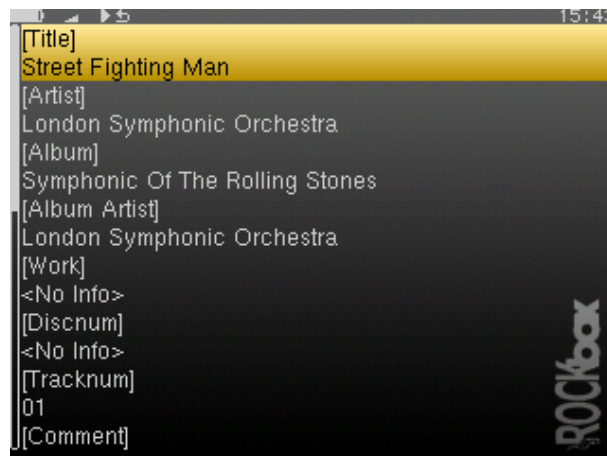 15:43
[Title]
Street Fighting Man
[Artist]
London Symphonic Orchestra
[Album]
Symphonic Of The Rolling Stones
[Album Artist]
London Symphonic Orchestra
[Work]
<No Info>
[Discnum]
<No Info>
[Tracknum]
01
[Comment]
ROCKbox